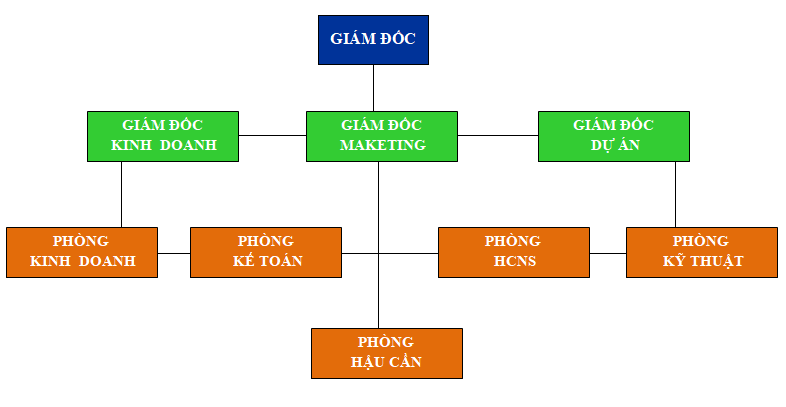 GIÁM ĐỐC
GIÁM ĐỐC
KINH DOANH
GIÁM ĐỐC
MAKETING
GIÁM ĐỐC
DỰ ÁN
PHÒNG
KINH DOANH
PHÒNG
KẾ TOÁN
PHÒNG
HCNS
PHÒNG
KỸ THUẬT
PHÒNG
HẬU CẦN